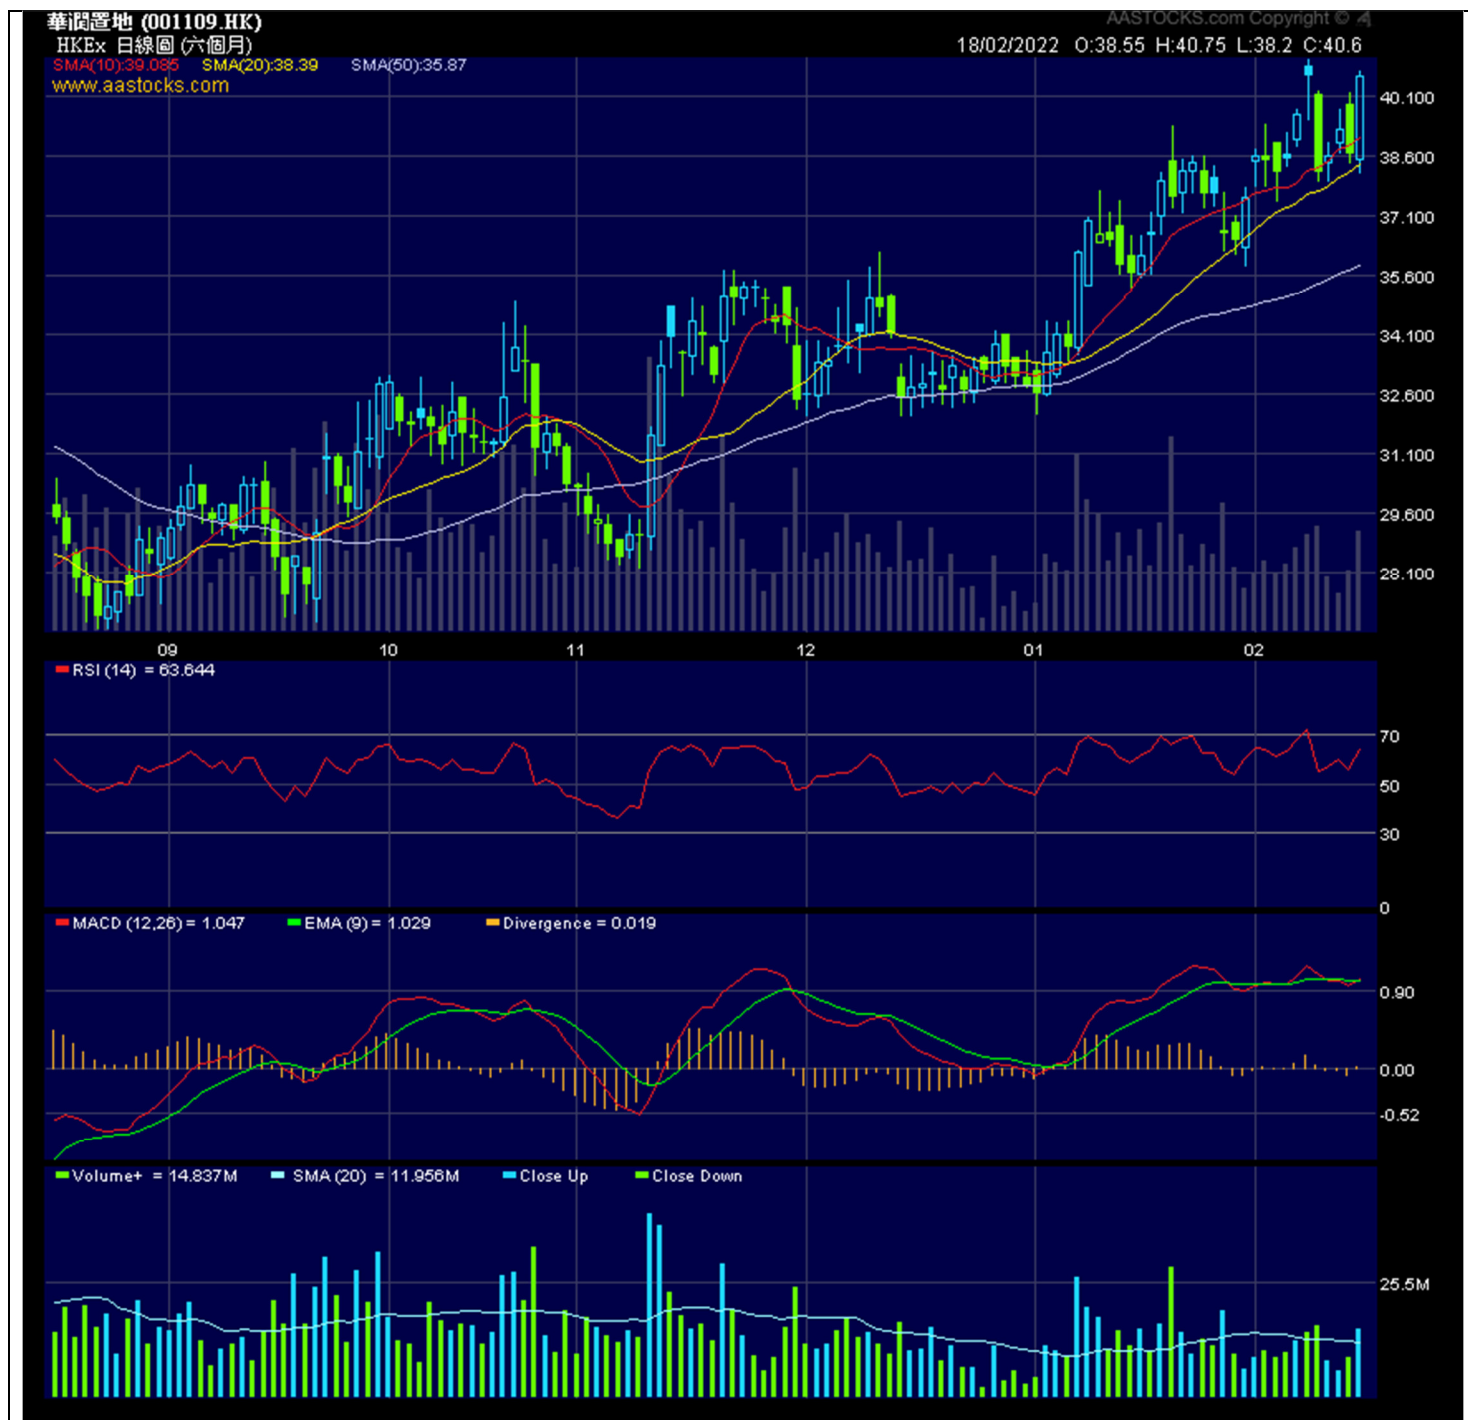 AASTOCKS.com Copyright ©
華潤置地 (001109.HK)
HKEx 日線圖 (六個月)
18/02/2022 O:38.55 H:40.75 L:38.2 C:40.6
SMA(10):39.085 SMA(20):38.39 SMA(50):35.87
www.aastocks.com
40.100
38.600
37.100
35.600
34.100
32.600
31.100
29.600
28.100
09 10 11 12 01 02
RSI (14) = 63.644
70
50
30
0
MACD (12,26) = 1.047 EMA (9) = 1.029 Divergence = 0.019
0.90
0.00
-0.52
Volume+ = 14.837M SMA (20) = 11.956M Close Up Close Down
25.5M